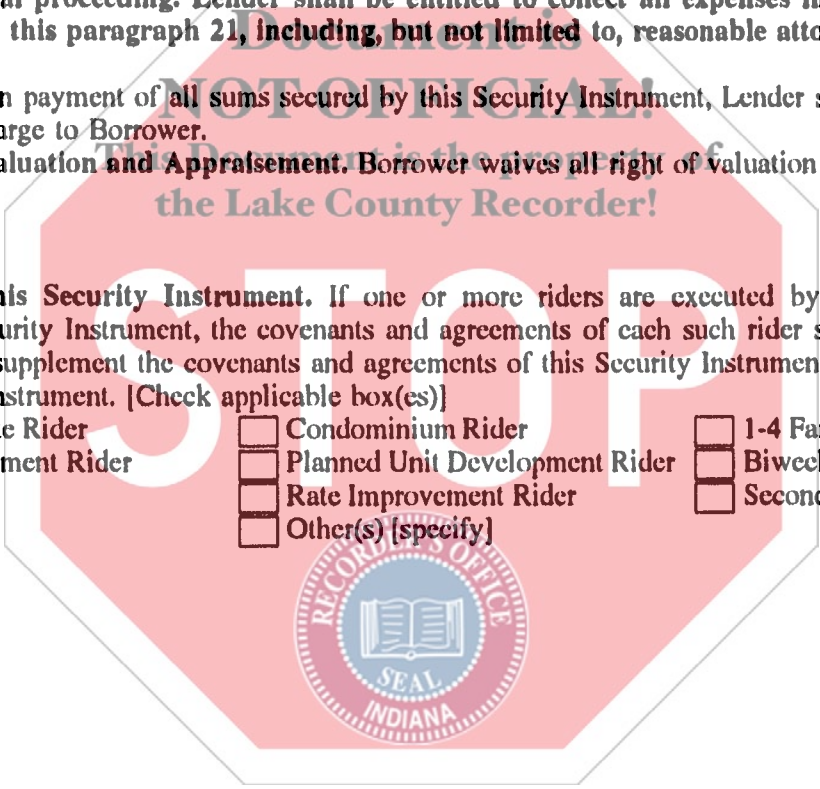 al proceeding. Lender shall be entitled to collect all expenses
this paragraph 21, including, but not limited to, reasonable atto
Document is
NOT OFFICIAL!
n payment of all sums secured by this Security Instrument, Lender s
arge to Borrower.
This Document is the property of
aluation and Appraisement. Borrower waives all right of valuation
the Lake County Recorder!
STOP
his Security Instrument. If one or more riders are executed by
urity Instrument, the covenants and agreements of each such rider s
supplement the covenants and agreements of this Security Instrumen
nstrument. [Check applicable box(es)]
e Rider Condominium Rider 1-4 Fa
ment Rider Planned Unit Development Rider Biweek
Rate Improvement Rider Second
Other(s) [specify]
RECORDER'S OFFICE
SEAL
INDIANA